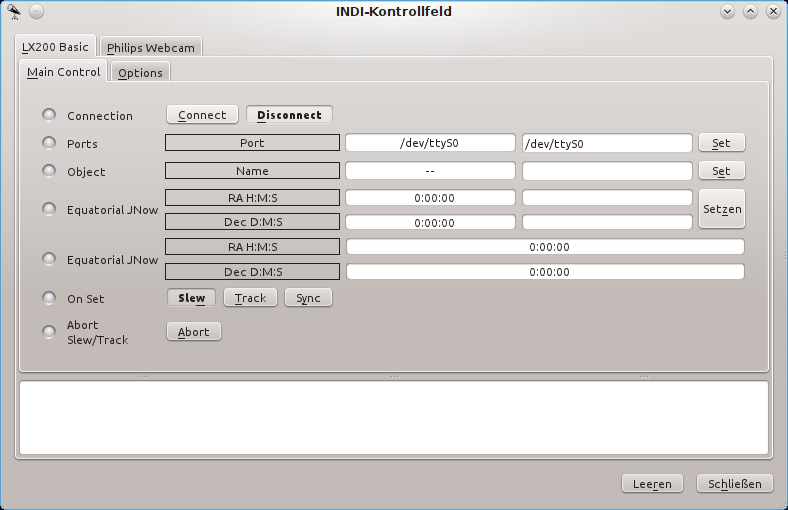 INDI-Kontrollfeld
LX200 Basic Philips Webcam
Main Control Options
Connection Connect Disconnect
Ports Port /dev/ttyS0 /dev/ttyS0 Set
Object Name -- Set
RA H:M:S 0:00:00
Equatorial JNow Setzen
Dec D:M:S 0:00:00
RA H:M:S 0:00:00
Equatorial JNow
Dec D:M:S 0:00:00
On Set Slew Track Sync
Abort
Slew/Track Abort
Leeren Schließen